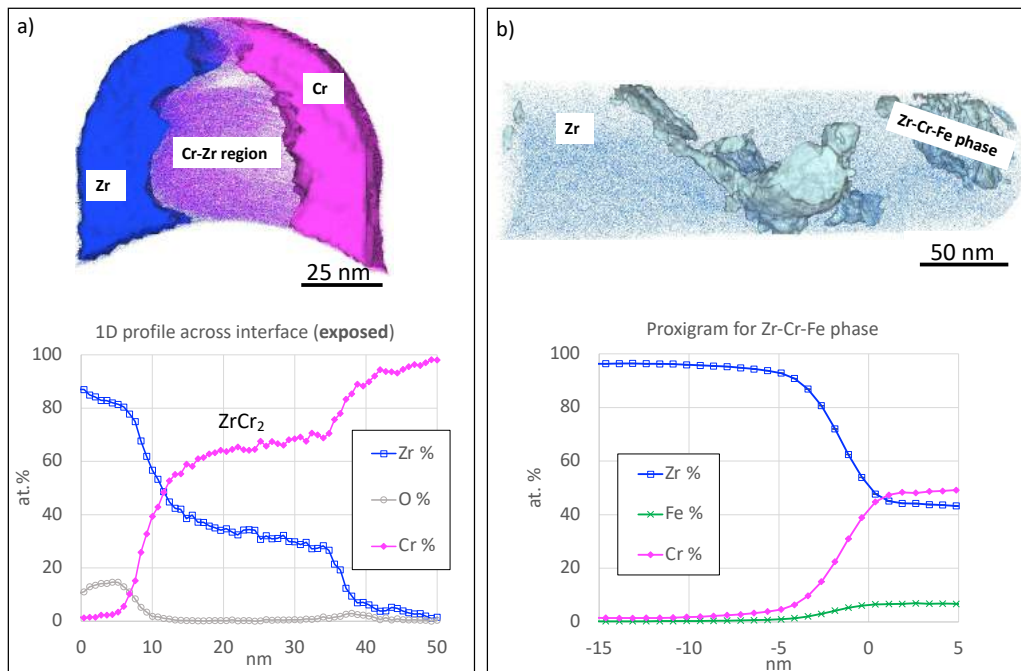 a)
Zr
Cr-Zr region
Cr
25 nm
1D profile across interface (exposed)
100
80
60
40
20
0
at. %
ZrCr2
Zr %
O %
Cr %
0 10 20 30 40 50
nm
b)
Zr
Zr-Cr-Fe phase
50 nm
Proxigram for Zr-Cr-Fe phase
100
80
60
40
20
0
at. %
Zr %
Fe %
Cr %
-15 -10 -5 0 5
nm